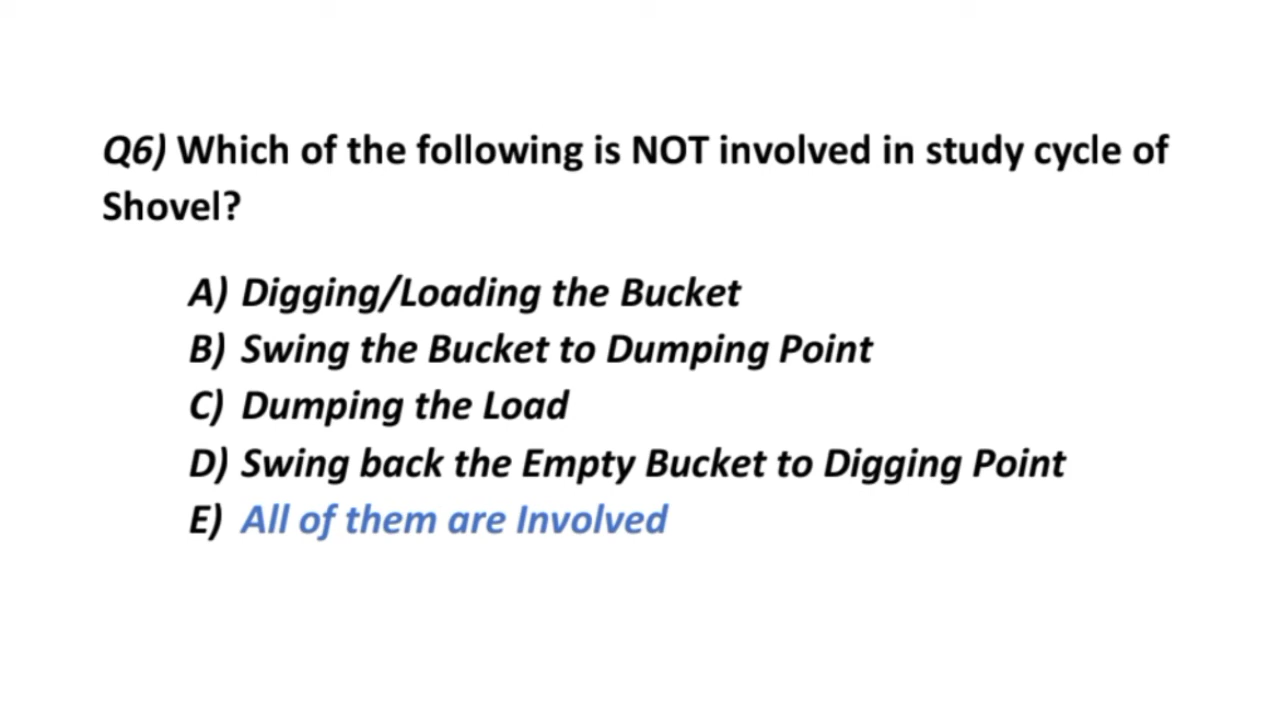 Q6) Which of the following is NOT involved in study cycle of
Shovel?
A) Digging/Loading the Bucket
B) Swing the Bucket to Dumping Point
C) Dumping the Load
D) Swing back the Empty Bucket to Digging Point
E) All of them are Involved